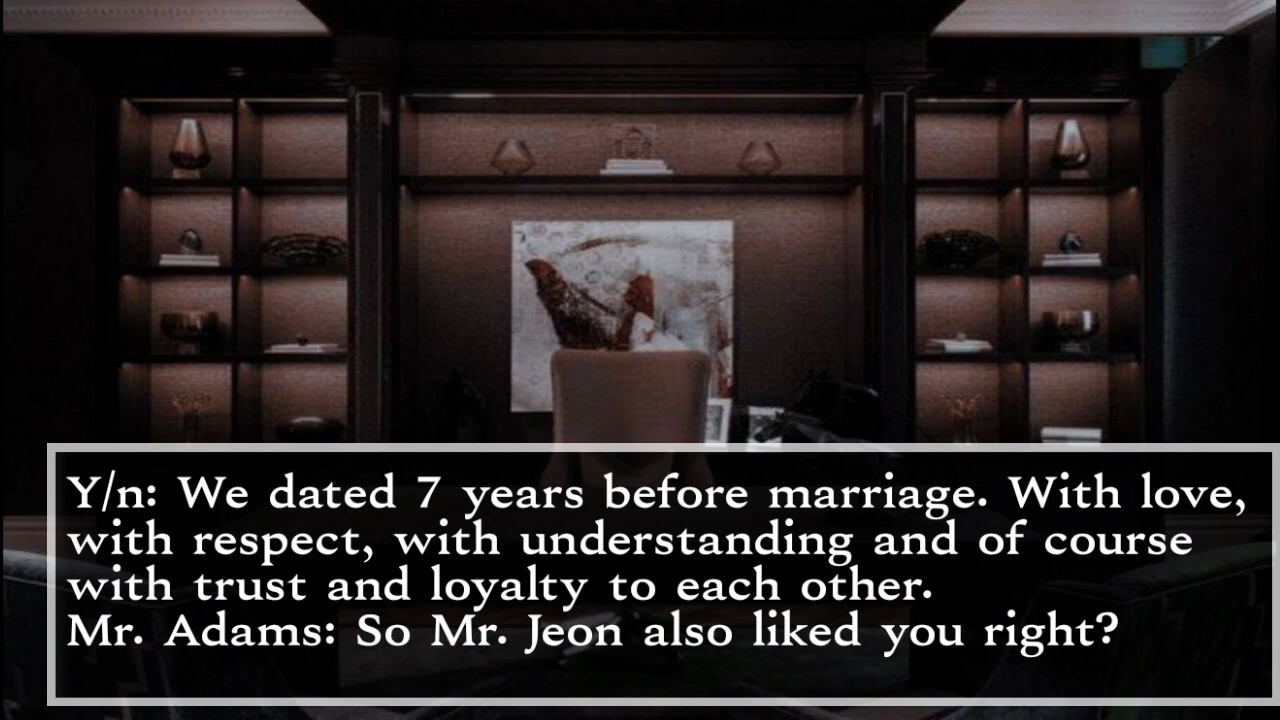 Y/n: We dated 7 years before marriage. With love,
with respect, with understanding and of course
with trust and loyalty to each other.
Mr. Adams: So Mr. Jeon also liked you right?